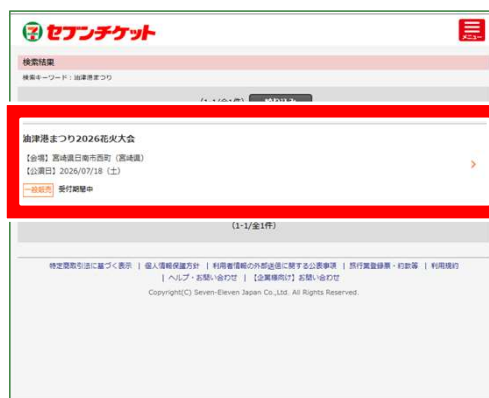 セブンチケット
メニュー
検索結果
検索キーワード：油津港まつり
(1-1/全1件)
油津港まつり2026花火大会
【会場】宮崎県日南市西町（宮崎県）
【公演日】2026/07/18（土）
一般発売 受付期間中
(1-1/全1件)
特定商取引法に基づく表示 | 個人情報保護方針 | 利用者情報の外部送信に関する公表事項 | 旅行業登録票・約款等 | 利用規約
| ヘルプ・お問い合わせ | 【企業様向け】お問い合わせ
Copyright(C) Seven-Eleven Japan Co.,Ltd. All Rights Reserved.